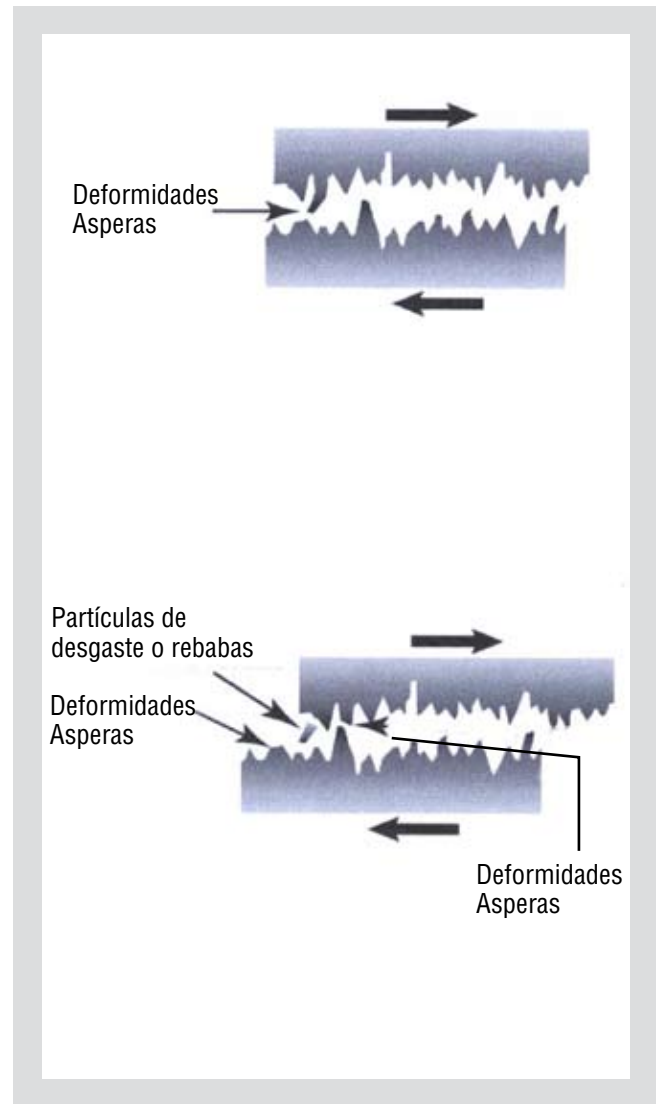 Deformidades
Asperas
Partículas de
desgaste o rebabas
Deformidades
Asperas
Deformidades
Asperas